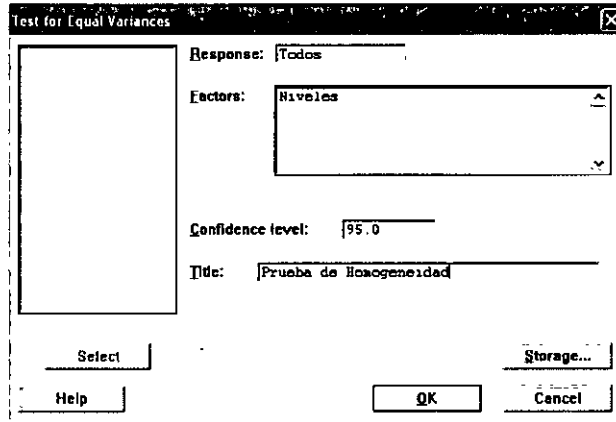 Test for Equal Variances
Response: Todos
Factors: Niveles
Confidence level: 95.0
Title: Prueba de Homogeneidad
Select
Storage...
Help
OK
Cancel